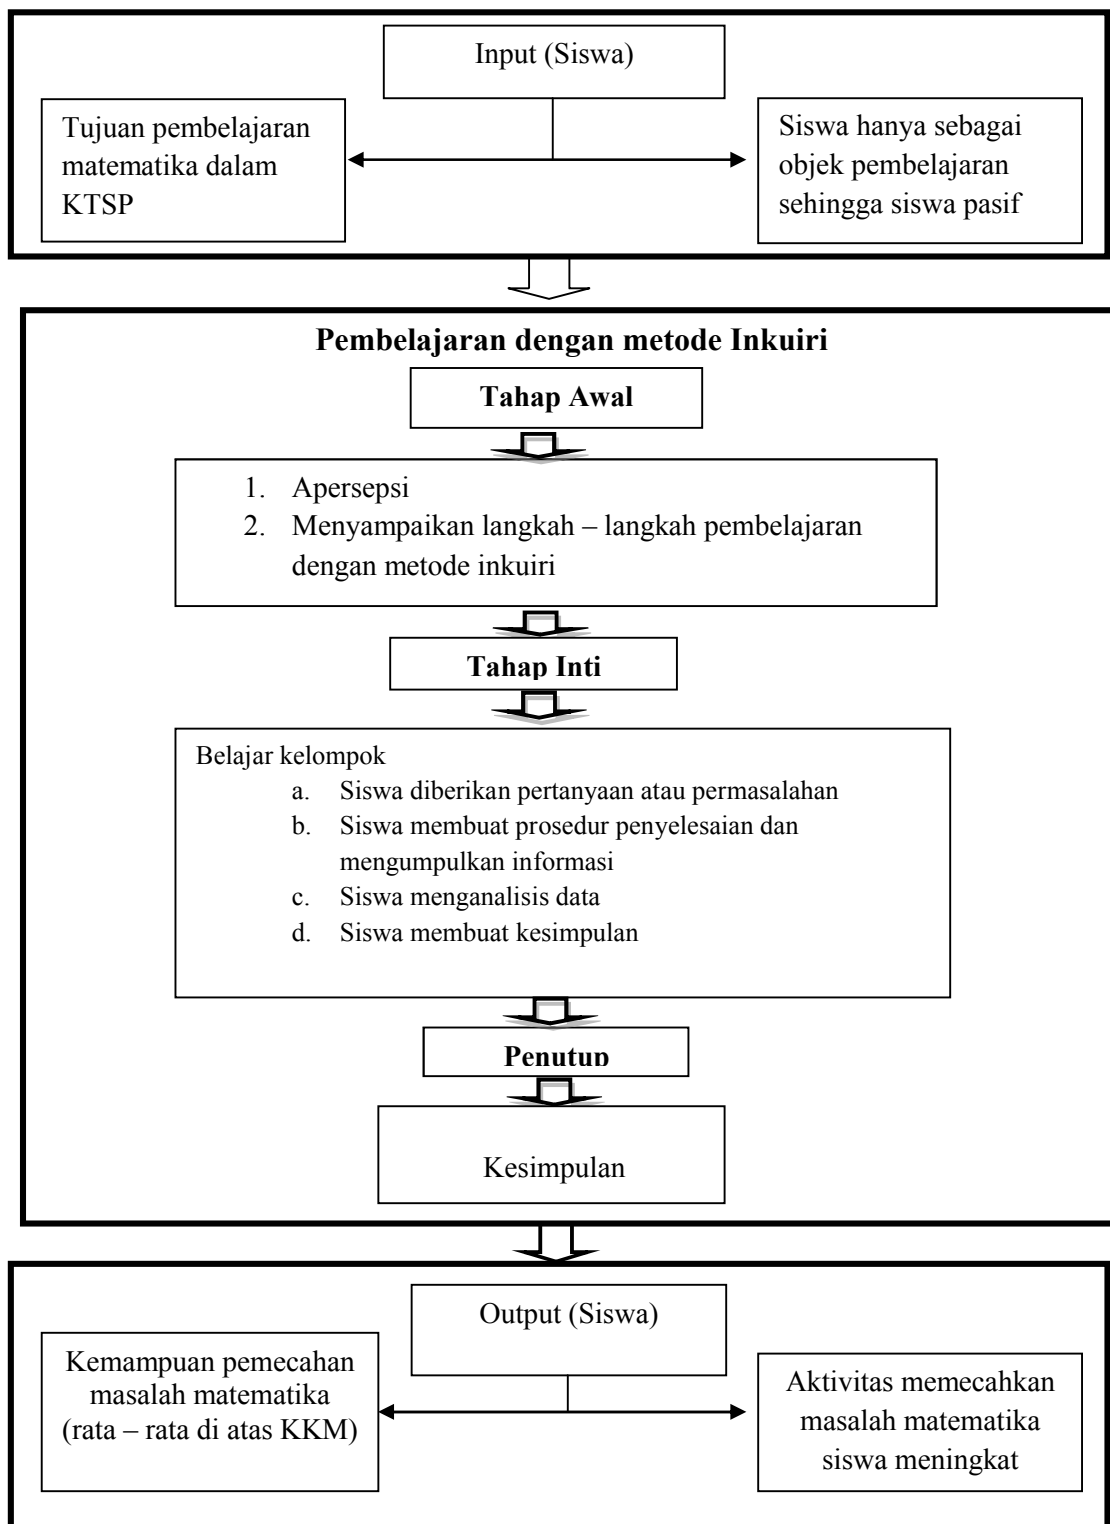 Input (Siswa)
Tujuan pembelajaran
matematika dalam
KTSP
Siswa hanya sebagai
objek pembelajaran
sehingga siswa pasif
Pembelajaran dengan metode Inkuiri
Tahap Awal
1. Apersepsi
2. Menyampaikan langkah – langkah pembelajaran
dengan metode inkuiri
Tahap Inti
Belajar kelompok
a. Siswa diberikan pertanyaan atau permasalahan
b. Siswa membuat prosedur penyelesaian dan
mengumpulkan informasi
c. Siswa menganalisis data
d. Siswa membuat kesimpulan
Penutup
Kesimpulan
Output (Siswa)
Kemampuan pemecahan
masalah matematika
(rata – rata di atas KKM)
Aktivitas memecahkan
masalah matematika
siswa meningkat